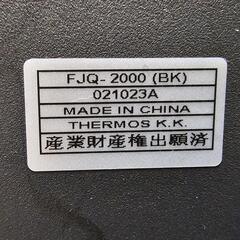 FJQ-2000 (BK)
021023A
MADE IN CHINA
THERMOS K.K.
産業財産権出願済